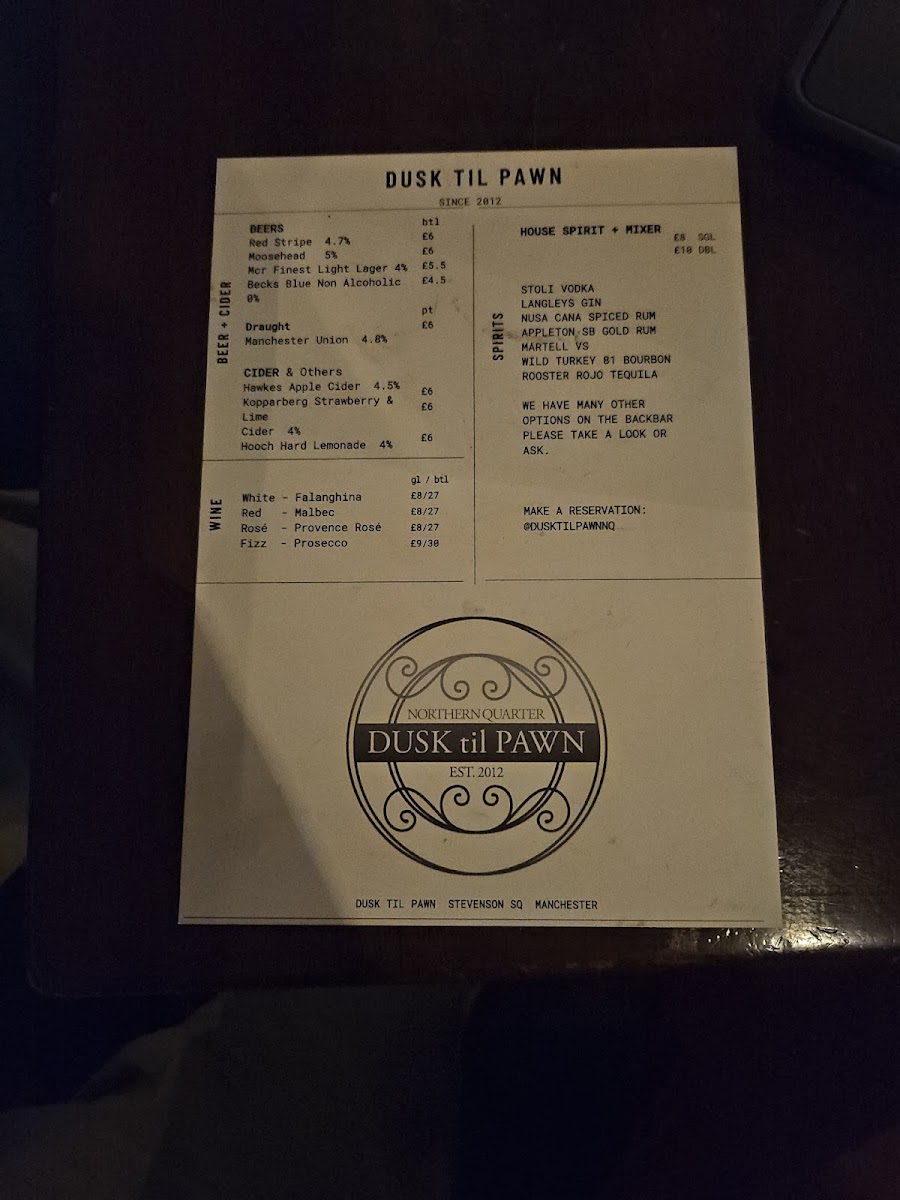 DUSK TIL PAWN
SINCE 2012
BEER + CIDER
BEERS btl
Red Stripe 4.7% £6
Moosehead 5% £6
Mcr Finest Light Lager 4% £5.5
Becks Blue Non Alcoholic £4.5
0%
pt
Draught £6
Manchester Union 4.8%
CIDER & Others
Hawkes Apple Cider 4.5% £6
Kopparberg Strawberry & £6
Lime
Cider 4%
Hooch Hard Lemonade 4% £6
WINE
gl / btl
White - Falanghina £8/27
Red - Malbec £8/27
Rosé - Provence Rosé £8/27
Fizz - Prosecco £9/30
SPIRITS
HOUSE SPIRIT + MIXER
£8 SGL
£10 DBL
STOLI VODKA
LANGLEYS GIN
NUSA CANA SPICED RUM
APPLETON SB GOLD RUM
MARTELL VS
WILD TURKEY 81 BOURBON
ROOSTER ROJO TEQUILA
WE HAVE MANY OTHER
OPTIONS ON THE BACKBAR
PLEASE TAKE A LOOK OR
ASK.
MAKE A RESERVATION:
@DUSKTILPAWNNQ
NORTHERN QUARTER
DUSK til PAWN
EST. 2012
DUSK TIL PAWN STEVENSON SQ MANCHESTER